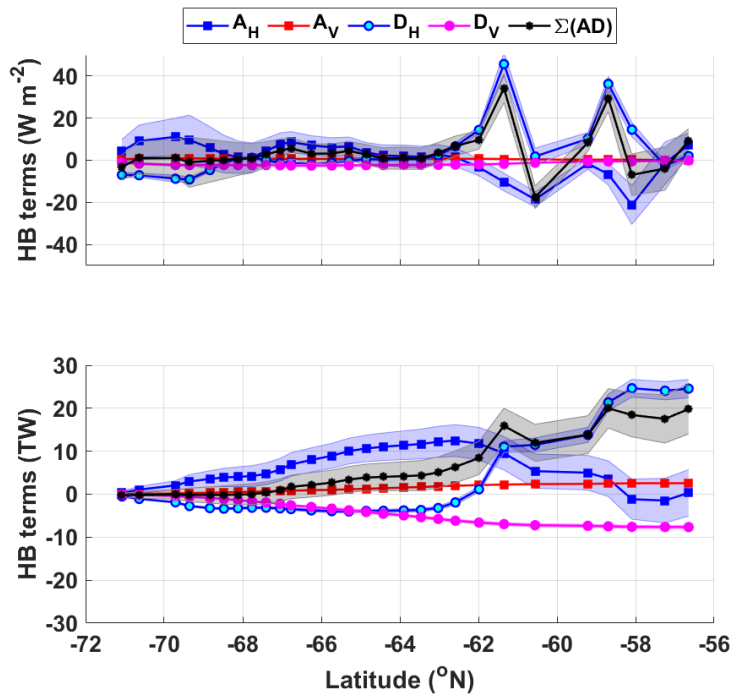 A_H A_V D_H D_V Σ(AD)
HB terms (W m^-2)
40
20
0
-20
-40
HB terms (TW)
30
20
10
0
-10
-20
-30
-72 -70 -68 -66 -64 -62 -60 -58 -56
Latitude (^oN)